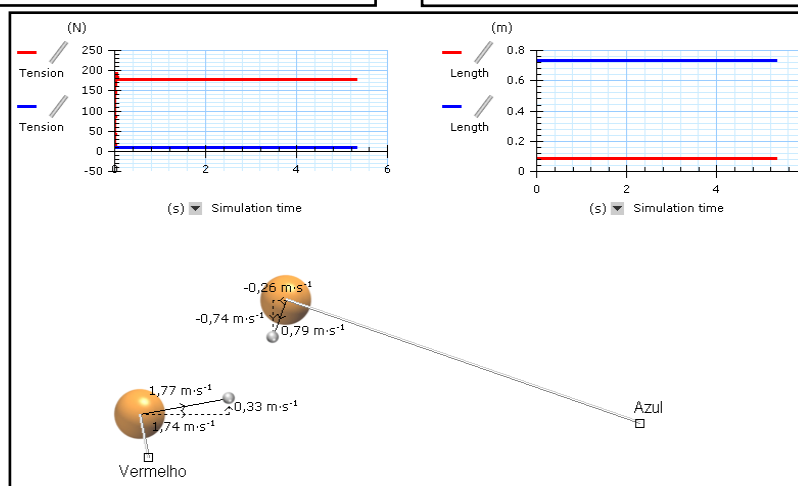 (N)
250
200
150
100
50
0
-50
0
2
4
6
Tension
Tension
(s) Simulation time
(m)
0.8
0.6
0.4
0.2
0
0
2
4
Length
Length
(s) Simulation time
-0,26 m·s⁻¹
-0,74 m·s⁻¹
0,79 m·s⁻¹
1,77 m·s⁻¹
0,33 m·s⁻¹
1,74 m·s⁻¹
Azul
Vermelho